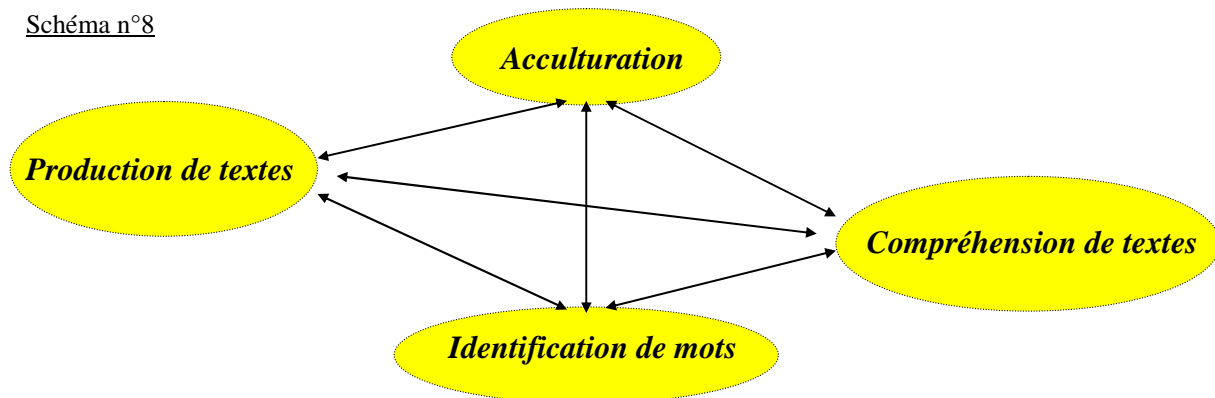 Schéma n°8
Acculturation
Production de textes
Compréhension de textes
Identification de mots